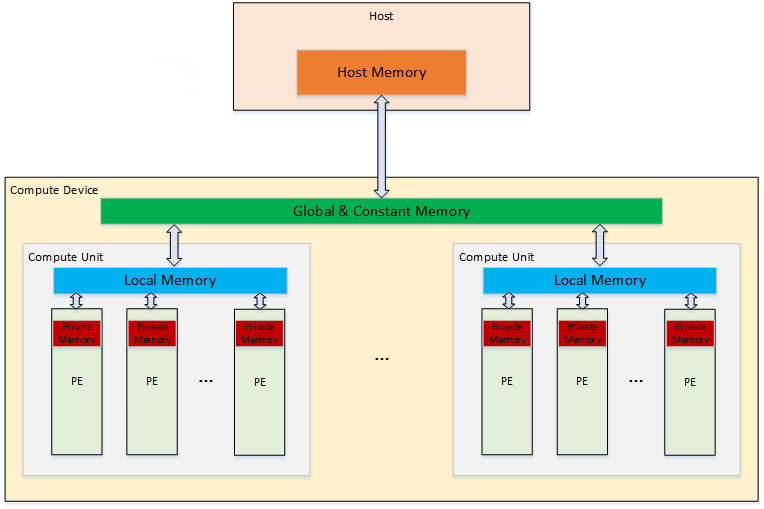 Host
Host Memory
Compute Device
Global & Constant Memory
Compute Unit
Local Memory
Private
Memory
PE
Private
Memory
PE
...
Private
Memory
PE
...
Compute Unit
Local Memory
Private
Memory
PE
Private
Memory
PE
...
Private
Memory
PE